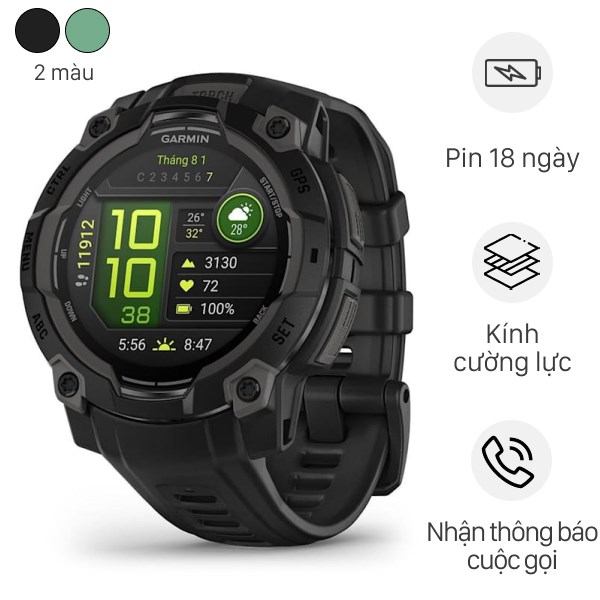 2 màu
TORCH
GARMIN
CTRL
LIGHT
GPS
START/STOP
Tháng 8 1
C 2 3 4 5 6 7
MENU
UP
11912
10
10
38
26°
32°
28°
3130
72
100%
5:56
8:47
DOWN
ABC
BACK
SET
Pin 18 ngày
Kính
cường lực
Nhận thông báo
cuộc gọi